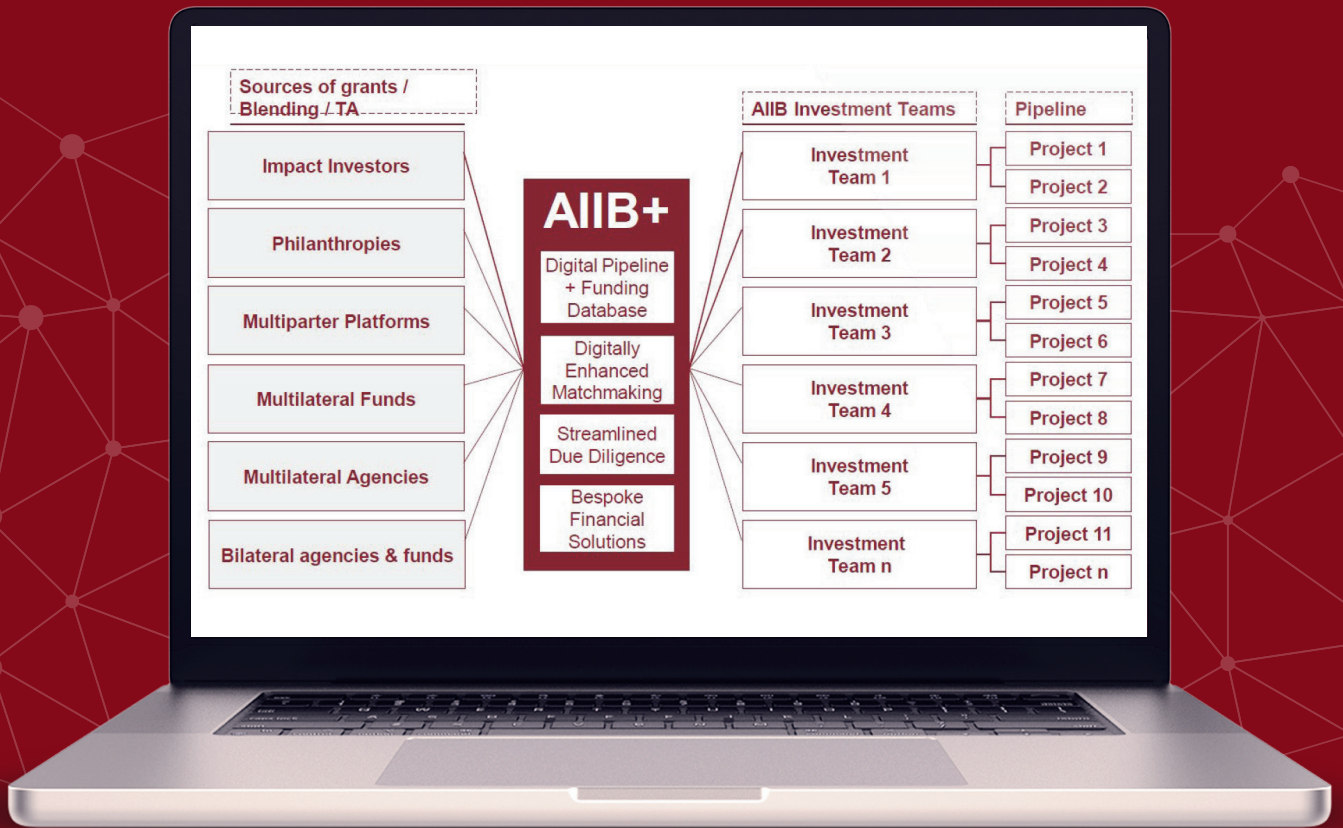 Sources of grants /
Blending / TA
Impact Investors
Philanthropies
Multiparter Platforms
Multilateral Funds
Multilateral Agencies
Bilateral agencies & funds
AIIB+
Digital Pipeline
+ Funding
Database
Digitally
Enhanced
Matchmaking
Streamlined
Due Diligence
Bespoke
Financial
Solutions
AIIB Investment Teams
Investment
Team 1
Investment
Team 2
Investment
Team 3
Investment
Team 4
Investment
Team 5
Investment
Team n
Pipeline
Project 1
Project 2
Project 3
Project 4
Project 5
Project 6
Project 7
Project 8
Project 9
Project 10
Project 11
Project n